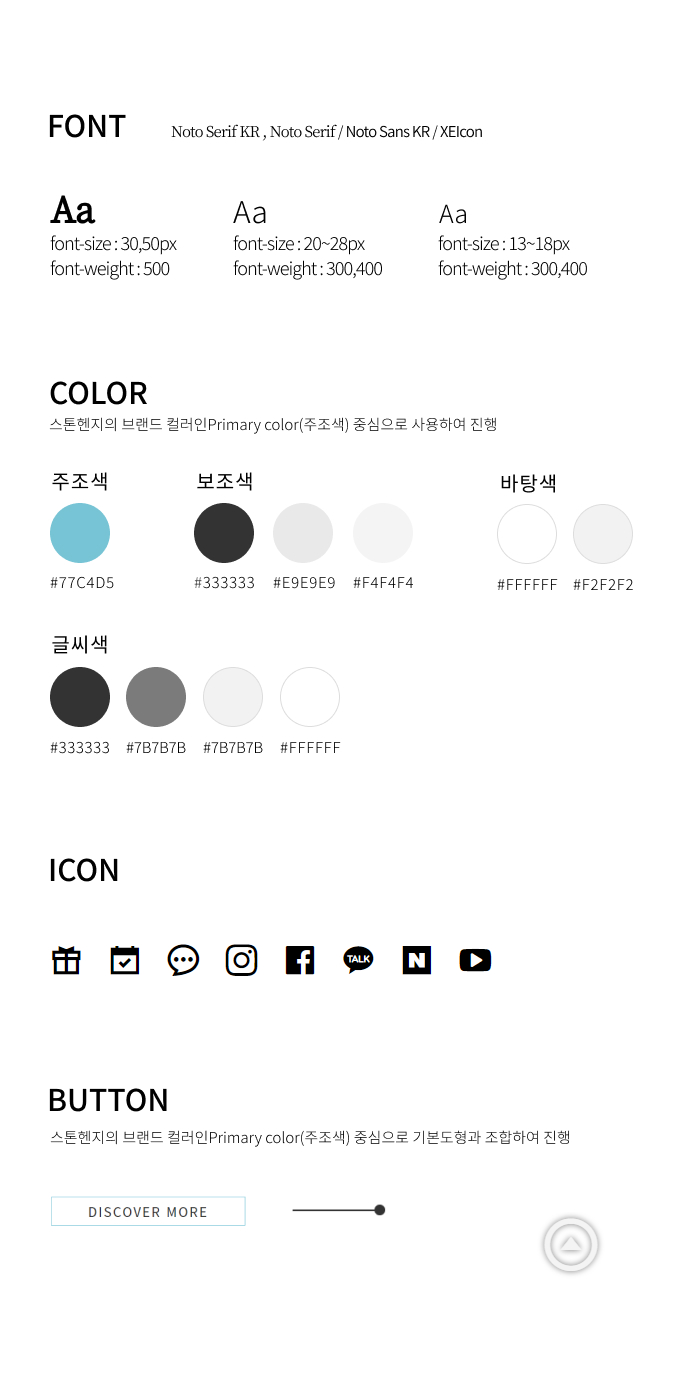 FONT
Noto Serif KR , Noto Serif / Noto Sans KR / XEIcon
Aa Aa Aa
font-size : 30,50px font-size : 20~28px font-size : 13~18px
font-weight : 500 font-weight : 300,400 font-weight : 300,400
COLOR
스톤헨지의 브랜드 컬러인Primary color(주조색) 중심으로 사용하여 진행
주조색 보조색 바탕색
#77C4D5 #333333 #E9E9E9 #F4F4F4 #FFFFFF #F2F2F2
글씨색
#333333 #7B7B7B #7B7B7B #FFFFFF
ICON
TALK N
BUTTON
스톤헨지의 브랜드 컬러인Primary color(주조색) 중심으로 기본도형과 조합하여 진행
DISCOVER MORE